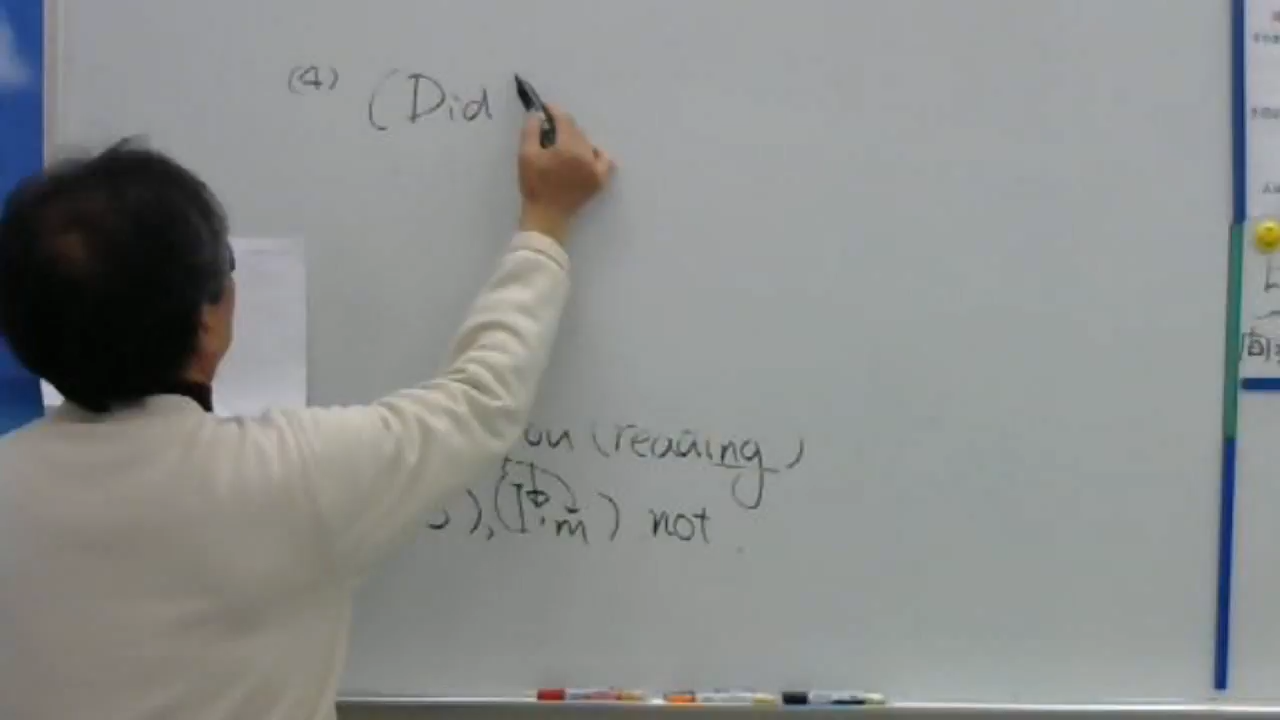 (4) (Did
ou (reading)
), (I'm) not